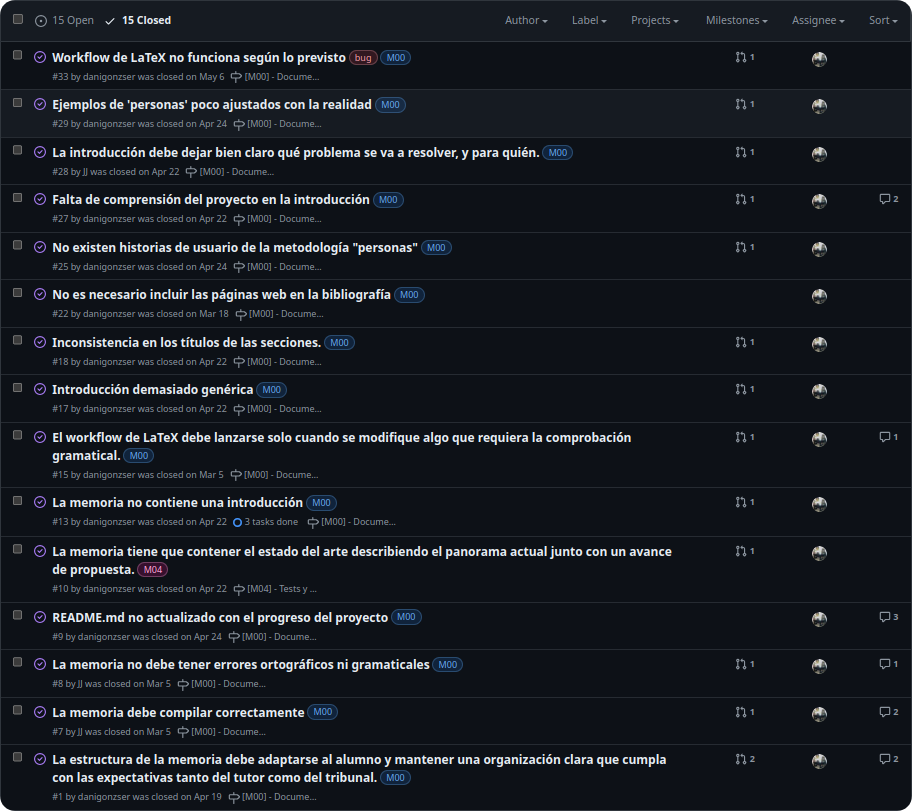 15 Open 15 Closed Author Label Projects Milestones Assignee Sort
Workflow de LaTeX no funciona según lo previsto bug M00 1
#33 by danigonzser was closed on May 6 [M00] - Docume...
Ejemplos de 'personas' poco ajustados con la realidad M00 1
#29 by danigonzser was closed on Apr 24 [M00] - Docume...
La introducción debe dejar bien claro qué problema se va a resolver, y para quién. M00 1
#28 by JJ was closed on Apr 22 [M00] - Docume...
Falta de comprensión del proyecto en la introducción M00 1 2
#27 by danigonzser was closed on Apr 22 [M00] - Docume...
No existen historias de usuario de la metodología "personas" M00 1
#25 by danigonzser was closed on Apr 24 [M00] - Docume...
No es necesario incluir las páginas web en la bibliografía M00
#22 by danigonzser was closed on Mar 18 [M00] - Docume...
Inconsistencia en los títulos de las secciones. M00 1
#18 by danigonzser was closed on Apr 22 [M00] - Docume...
Introducción demasiado genérica M00 1
#17 by danigonzser was closed on Apr 22 [M00] - Docume...
El workflow de LaTeX debe lanzarse solo cuando se modifique algo que requiera la comprobación 1 1
gramatical. M00
#15 by danigonzser was closed on Mar 5 [M00] - Docume...
La memoria no contiene una introducción M00 1
#13 by danigonzser was closed on Apr 22 3 tasks done [M00] - Docume...
La memoria tiene que contener el estado del arte describiendo el panorama actual junto con un avance 1
de propuesta. M04
#10 by danigonzser was closed on Apr 22 [M04] - Tests y ...
README.md no actualizado con el progreso del proyecto M00 3
#9 by danigonzser was closed on Apr 24 [M00] - Docume...
La memoria no debe tener errores ortográficos ni gramaticales M00 1 1
#8 by JJ was closed on Mar 5 [M00] - Docume...
La memoria debe compilar correctamente M00 1 2
#7 by JJ was closed on Mar 5 [M00] - Docume...
La estructura de la memoria debe adaptarse al alumno y mantener una organización clara que cumpla 2 2
con las expectativas tanto del tutor como del tribunal. M00
#1 by danigonzser was closed on Apr 19 [M00] - Docume...